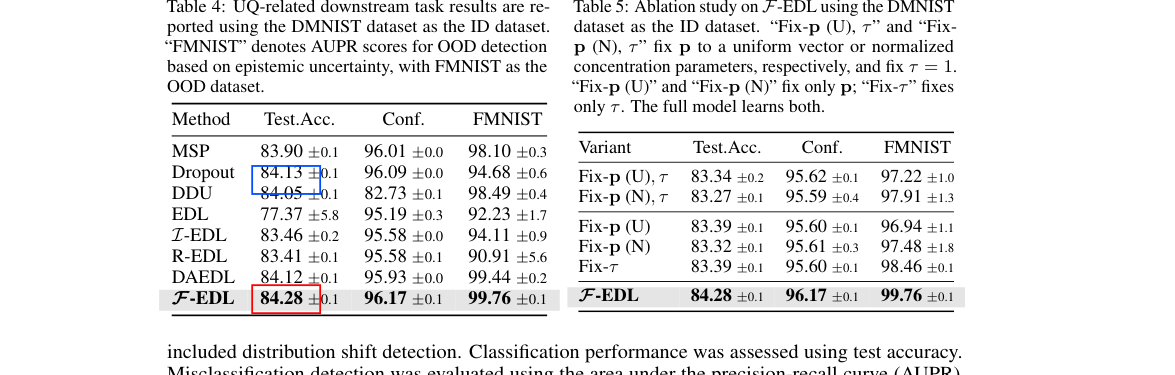 Table 4: UQ-related downstream task results are re-
ported using the DMNIST dataset as the ID dataset.
“FMNIST” denotes AUPR scores for OOD detection
based on epistemic uncertainty, with FMNIST as the
OOD dataset.
Method Test.Acc. Conf. FMNIST
MSP 83.90 ±0.1 96.01 ±0.0 98.10 ±0.3
Dropout 84.13 ±0.1 96.09 ±0.0 94.68 ±0.6
DDU 84.05 ±0.1 82.73 ±0.1 98.49 ±0.4
EDL 77.37 ±5.8 95.19 ±0.3 92.23 ±1.7
ℐ-EDL 83.46 ±0.2 95.58 ±0.0 94.11 ±0.9
R-EDL 83.41 ±0.1 95.58 ±0.1 90.91 ±5.6
DAEDL 84.12 ±0.1 95.93 ±0.0 99.44 ±0.2
ℱ-EDL 84.28 ±0.1 96.17 ±0.1 99.76 ±0.1
Table 5: Ablation study on ℱ-EDL using the DMNIST
dataset as the ID dataset. “Fix-p (U), τ” and “Fix-
p (N), τ” fix p to a uniform vector or normalized
concentration parameters, respectively, and fix τ = 1.
“Fix-p (U)” and “Fix-p (N)” fix only p; “Fix-τ” fixes
only τ. The full model learns both.
Variant Test.Acc. Conf. FMNIST
Fix-p (U), τ 83.34 ±0.2 95.62 ±0.1 97.22 ±1.0
Fix-p (N), τ 83.27 ±0.1 95.59 ±0.4 97.91 ±1.3
Fix-p (U) 83.39 ±0.1 95.60 ±0.1 96.94 ±1.1
Fix-p (N) 83.32 ±0.1 95.61 ±0.3 97.48 ±1.8
Fix-τ 83.39 ±0.1 95.60 ±0.1 98.46 ±0.1
ℱ-EDL 84.28 ±0.1 96.17 ±0.1 99.76 ±0.1
included distribution shift detection. Classification performance was assessed using test accuracy.
Misclassification detection was evaluated using the area under the precision-recall curve (AUPR)